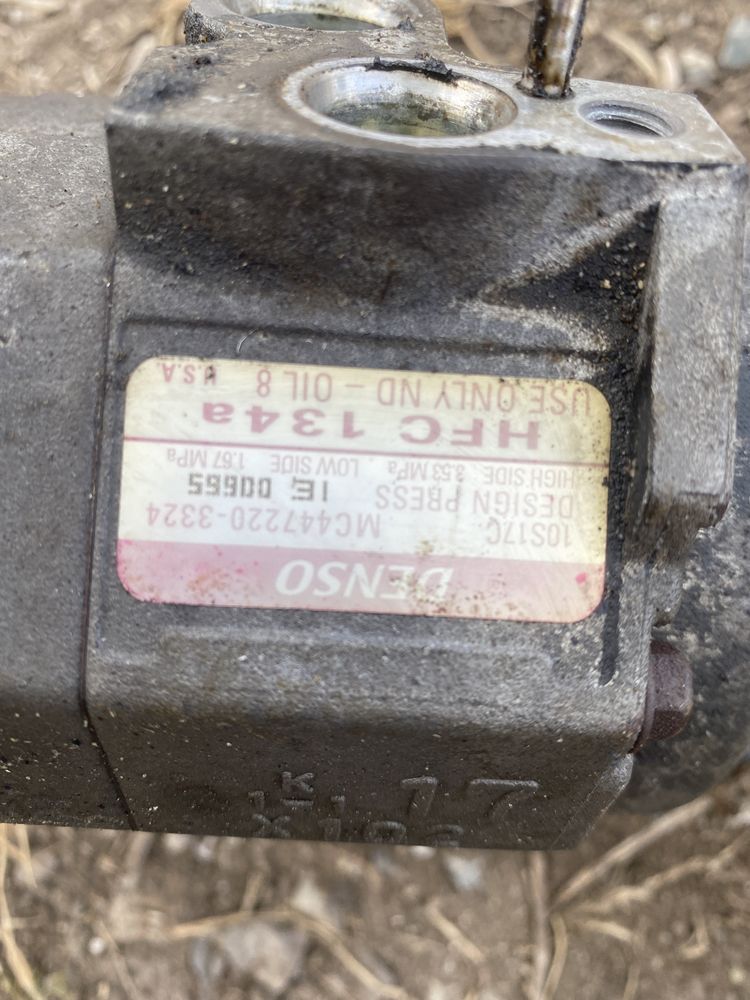 DENSO
10S17C MC447220-3324
DESIGN PRESS 1E 00665
HIGH SIDE 3.53 MPa LOW SIDE 1.67 MPa
HFC 134a
USE ONLY ND-OIL 8 U.S.A.
K
17